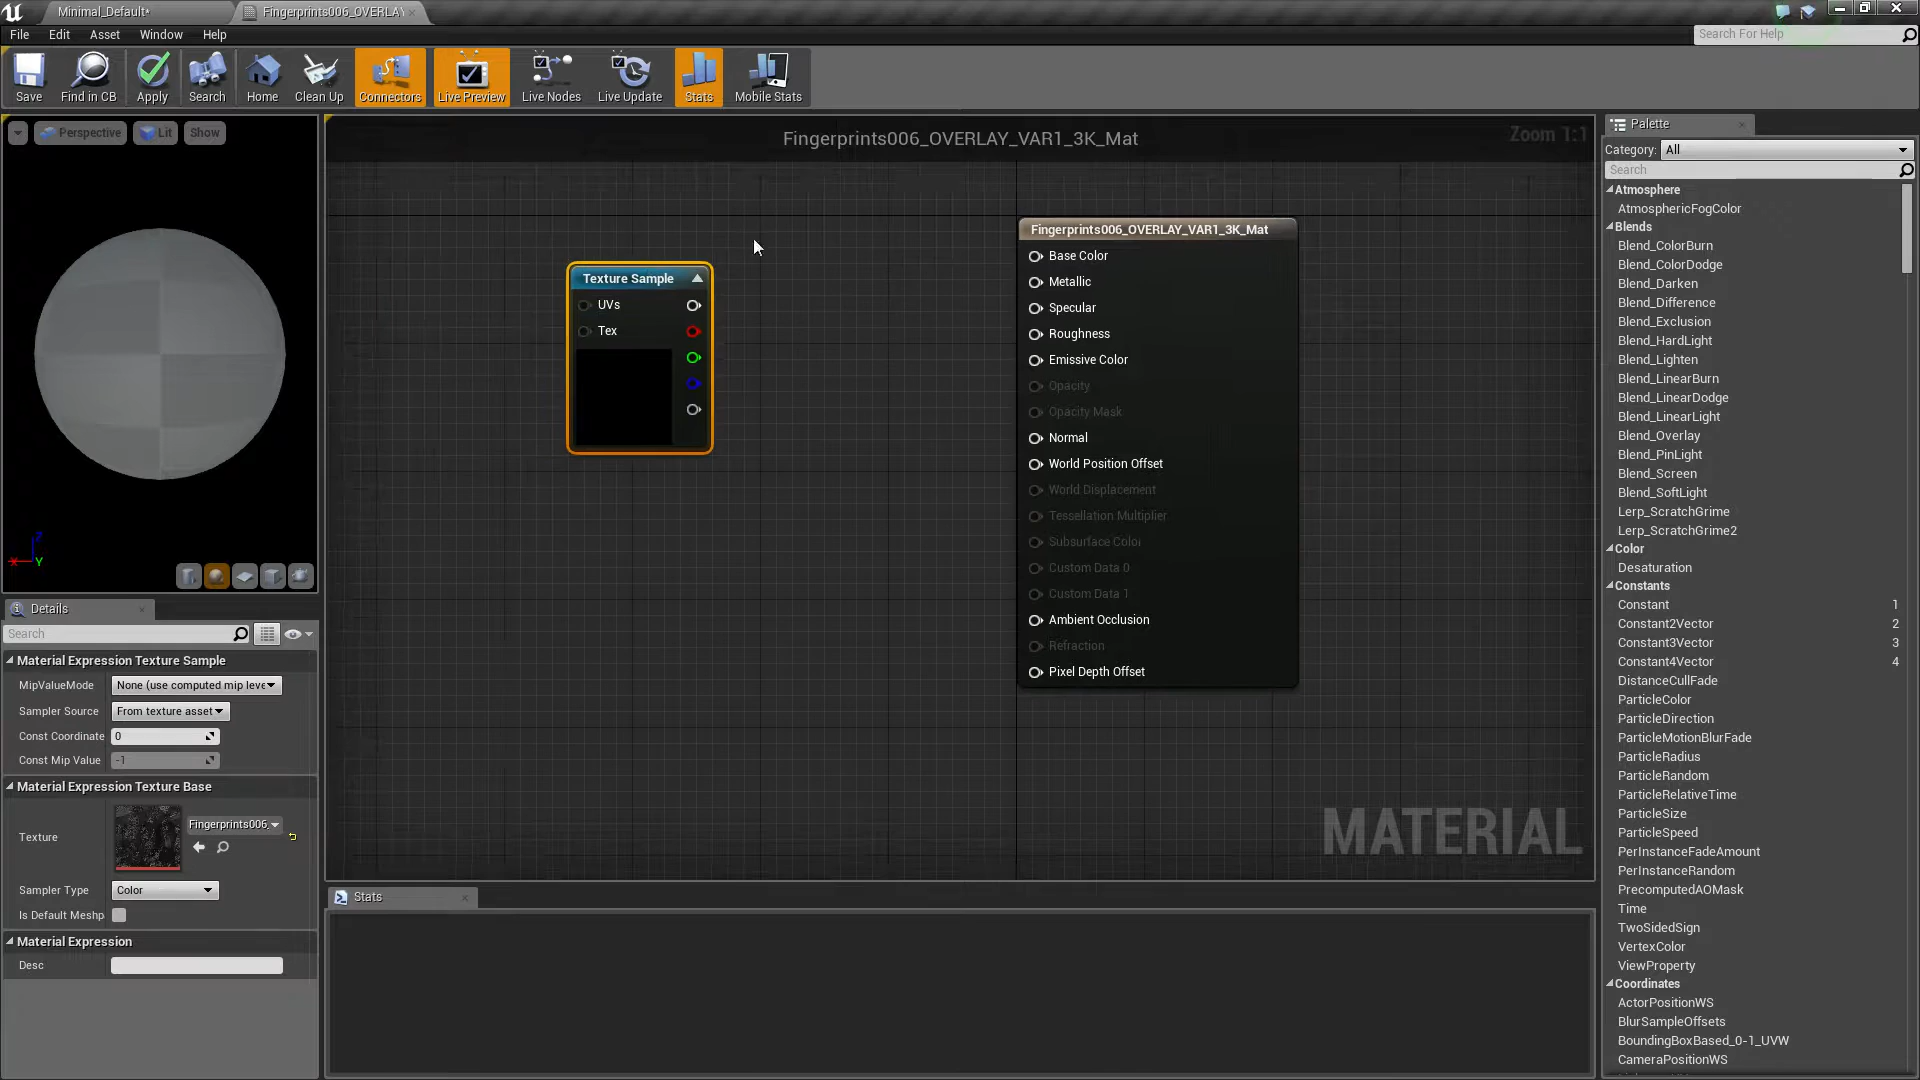 Minimal_Default*
Fingerprints006_OVERLAY
File
Edit
Asset
Window
Help
Search For Help
Save
Find in CB
Apply
Search
Home
Clean Up
Connectors
Live Preview
Live Nodes
Live Update
Stats
Mobile Stats
Perspective
Lit
Show
Fingerprints006_OVERLAY_VAR1_3K_Mat
Zoom 1:1
Texture Sample
UVs
Tex
Fingerprints006_OVERLAY_VAR1_3K_Mat
Base Color
Metallic
Specular
Roughness
Emissive Color
Opacity
Opacity Mask
Normal
World Position Offset
World Displacement
Tessellation Multiplier
Subsurface Color
Custom Data 0
Custom Data 1
Ambient Occlusion
Refraction
Pixel Depth Offset
MATERIAL
Z
X
Y
Details
Search
Material Expression Texture Sample
MipValueMode
None (use computed mip leve
Sampler Source
From texture asset
Const Coordinate
0
Const Mip Value
-1
Material Expression Texture Base
Texture
Fingerprints006_
Sampler Type
Color
Is Default Meshp
Material Expression
Desc
Stats
Palette
Category:
All
Search
Atmosphere
AtmosphericFogColor
Blends
Blend_ColorBurn
Blend_ColorDodge
Blend_Darken
Blend_Difference
Blend_Exclusion
Blend_HardLight
Blend_Lighten
Blend_LinearBurn
Blend_LinearDodge
Blend_LinearLight
Blend_Overlay
Blend_PinLight
Blend_Screen
Blend_SoftLight
Lerp_ScratchGrime
Lerp_ScratchGrime2
Color
Desaturation
Constants
Constant 1
Constant2Vector 2
Constant3Vector 3
Constant4Vector 4
DistanceCullFade
ParticleColor
ParticleDirection
ParticleMotionBlurFade
ParticleRadius
ParticleRandom
ParticleRelativeTime
ParticleSize
ParticleSpeed
PerInstanceFadeAmount
PerInstanceRandom
PrecomputedAOMask
Time
TwoSidedSign
VertexColor
ViewProperty
Coordinates
ActorPositionWS
BlurSampleOffsets
BoundingBoxBased_0-1_UVW
CameraPositionWS